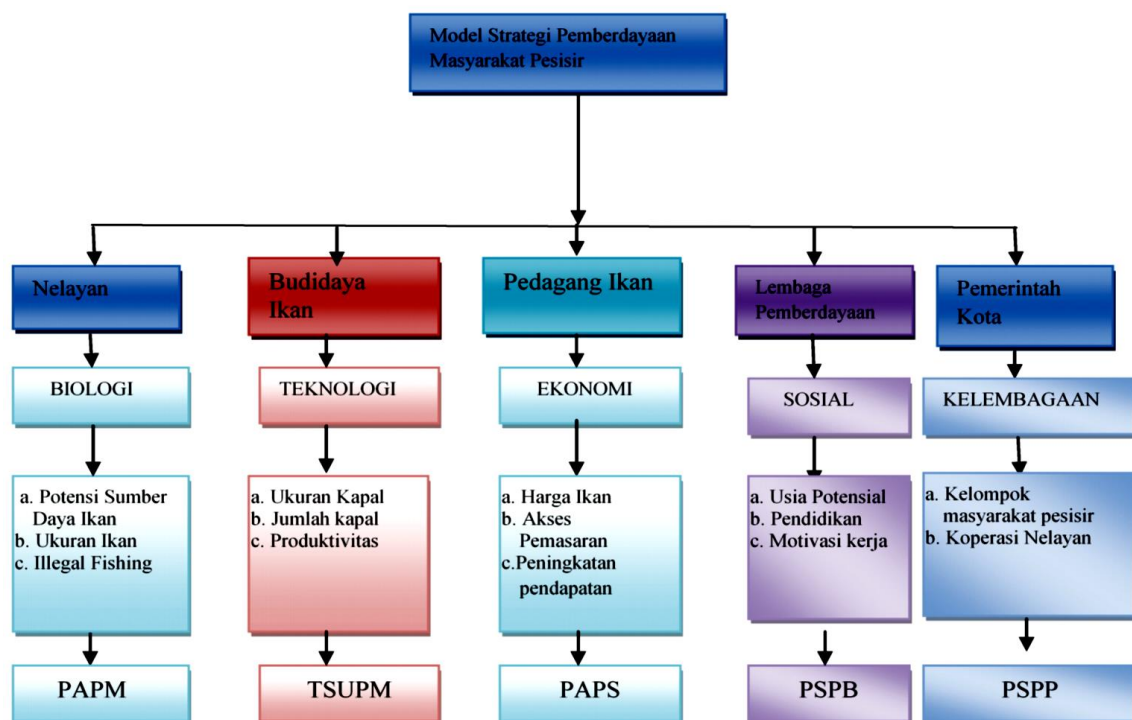 Model Strategi Pemberdayaan
Masyarakat Pesisir
Nelayan
Budidaya
Ikan
Pedagang Ikan
Lembaga
Pemberdayaan
Pemerintah
Kota
BIOLOGI
TEKNOLOGI
EKONOMI
SOSIAL
KELEMBAGAAN
a. Potensi Sumber
Daya Ikan
b. Ukuran Ikan
c. Illegal Fishing
a. Ukuran Kapal
b. Jumlah kapal
c. Produktivitas
a. Harga Ikan
b. Akses
Pemasaran
c.Peningkatan
pendapatan
a. Usia Potensial
b. Pendidikan
c. Motivasi kerja
a. Kelompok
masyarakat pesisir
b. Koperasi Nelayan
PAPM
TSUPM
PAPS
PSPB
PSPP